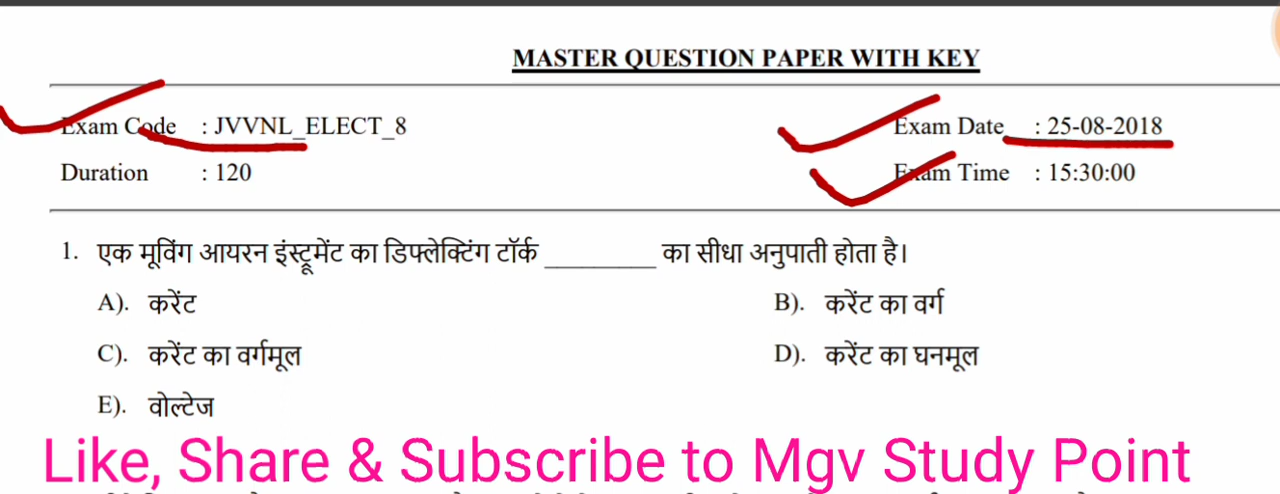 MASTER QUESTION PAPER WITH KEY
Exam Code : JVVNL_ELECT_8 Exam Date : 25-08-2018
Duration : 120 Exam Time : 15:30:00
1. एक मूविंग आयरन इंस्ट्रूमेंट का डिफ्लेक्टिंग टॉर्क _________ का सीधा अनुपाती होता है।
A). करेंट B). करेंट का वर्ग
C). करेंट का वर्गमूल D). करेंट का घनमूल
E). वोल्टेज
Like, Share & Subscribe to Mgv Study Point